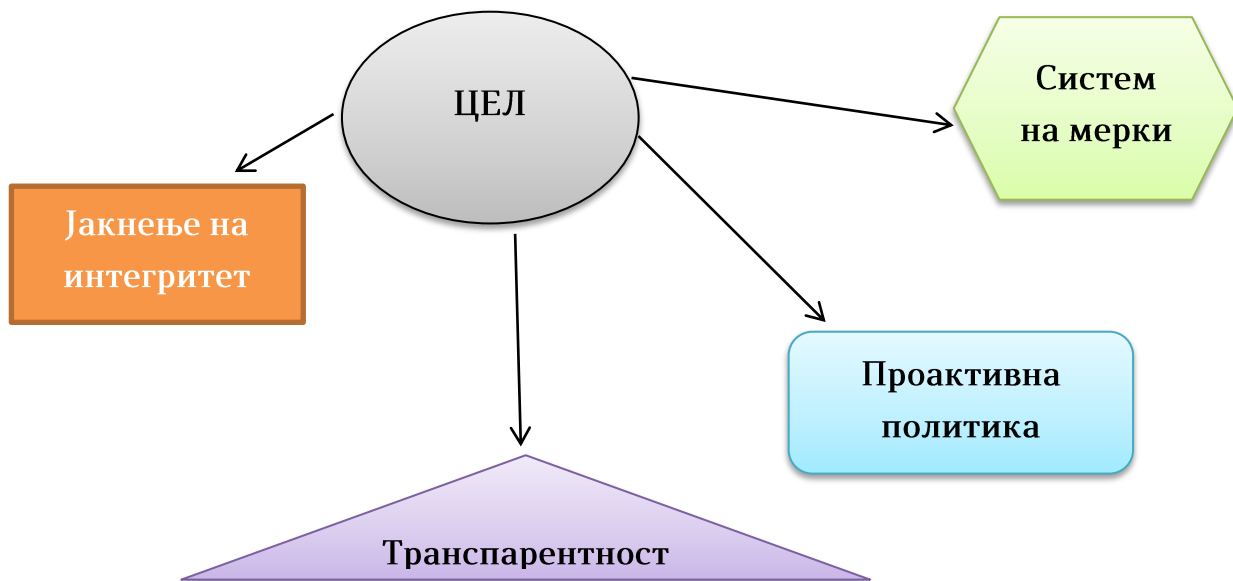 ЦЕЛ
Систем
на мерки
Јакнење на
интегритет
Проактивна
политика
Транспарентност